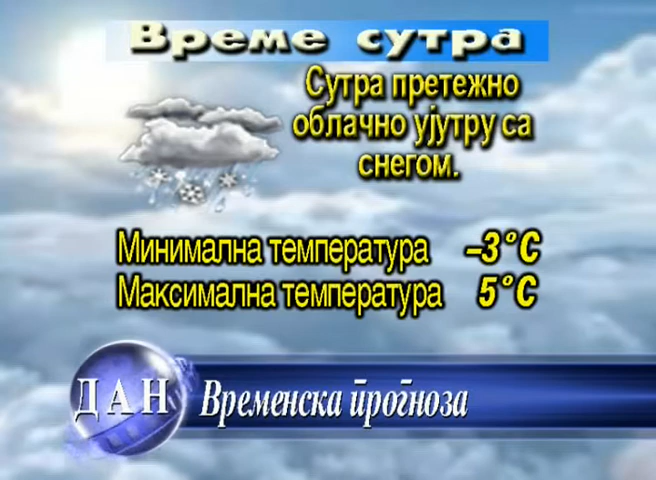 Време сутра
Сутра претежно
облачно ујутру са
снегом.
Минимална температура –3°C
Максимална температура 5°C
ДАН
Временска прогноза